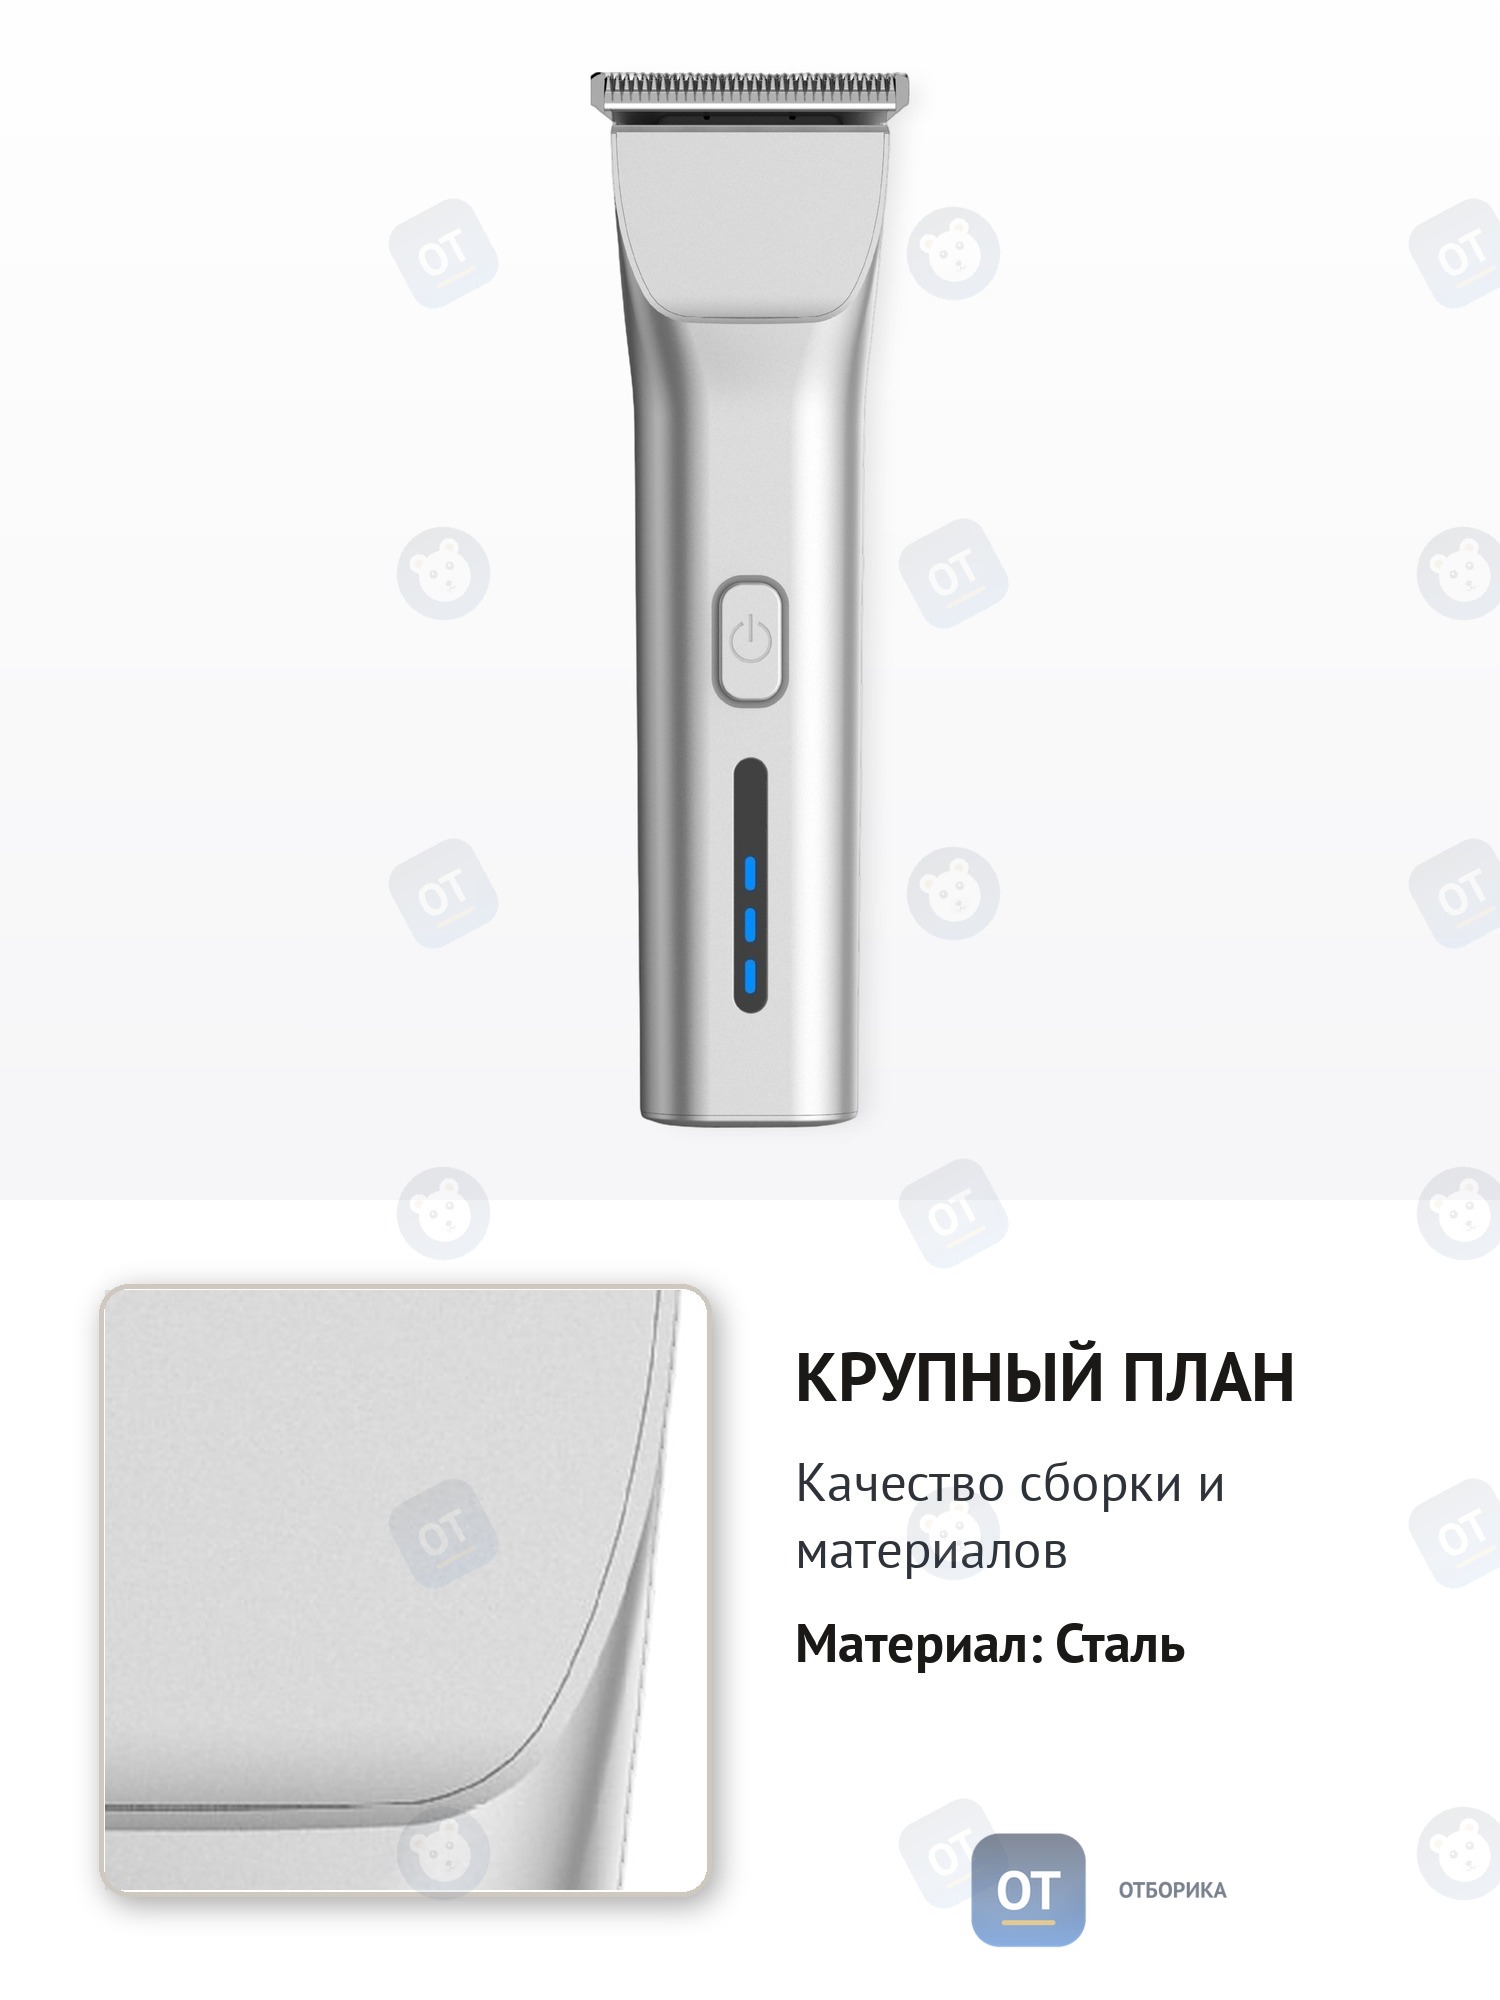 КРУПНЫЙ ПЛАН
Качество сборки и
материалов
Материал: Сталь
ОТ
ОТБОРИКА